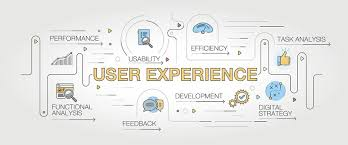 PERFORMANCE
USABILITY
EFFICIENCY
TASK ANALYSIS
USER EXPERIENCE
FUNCTIONAL
ANALYSIS
FEEDBACK
DEVELOPMENT
DIGITAL
STRATEGY